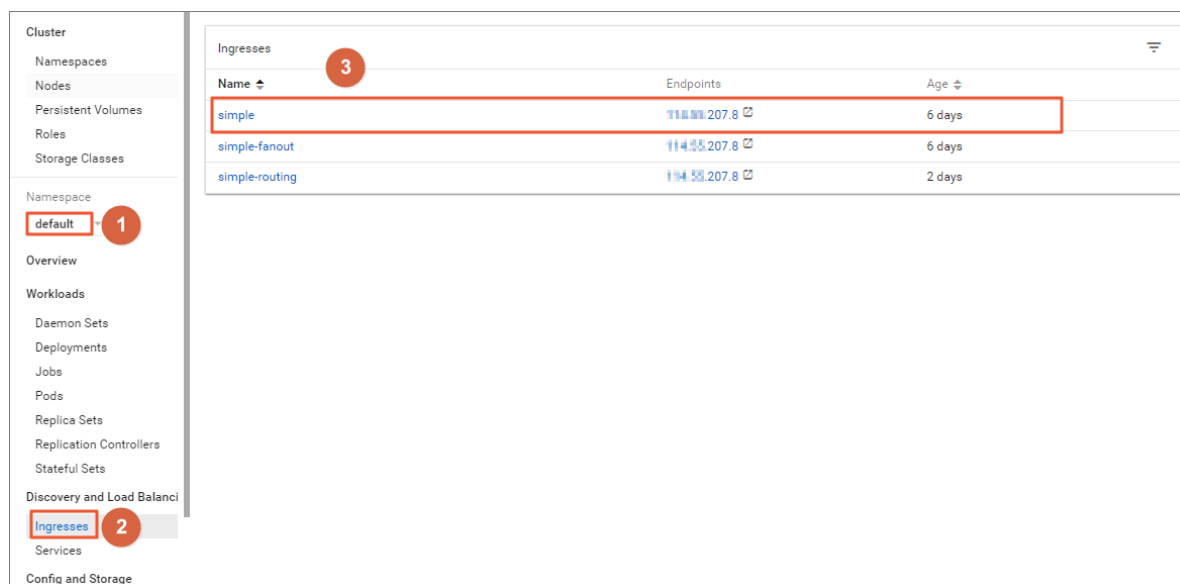 Cluster
Namespaces
Nodes
Persistent Volumes
Roles
Storage Classes
Namespace
default 1
Overview
Workloads
Daemon Sets
Deployments
Jobs
Pods
Replica Sets
Replication Controllers
Stateful Sets
Discovery and Load Balanci
Ingresses 2
Services
Config and Storage
Ingresses
3
Name Endpoints Age
simple .207.8 6 days
simple-fanout .207.8 6 days
simple-routing .207.8 2 days